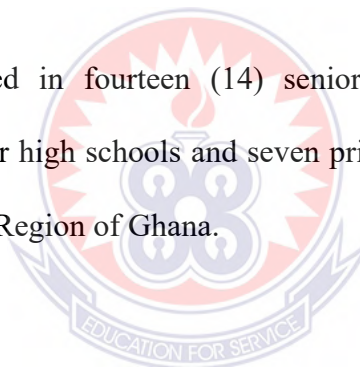 ed in fourteen (14) senior
r high schools and seven pri
Region of Ghana.
EDUCATION FOR SERVICE